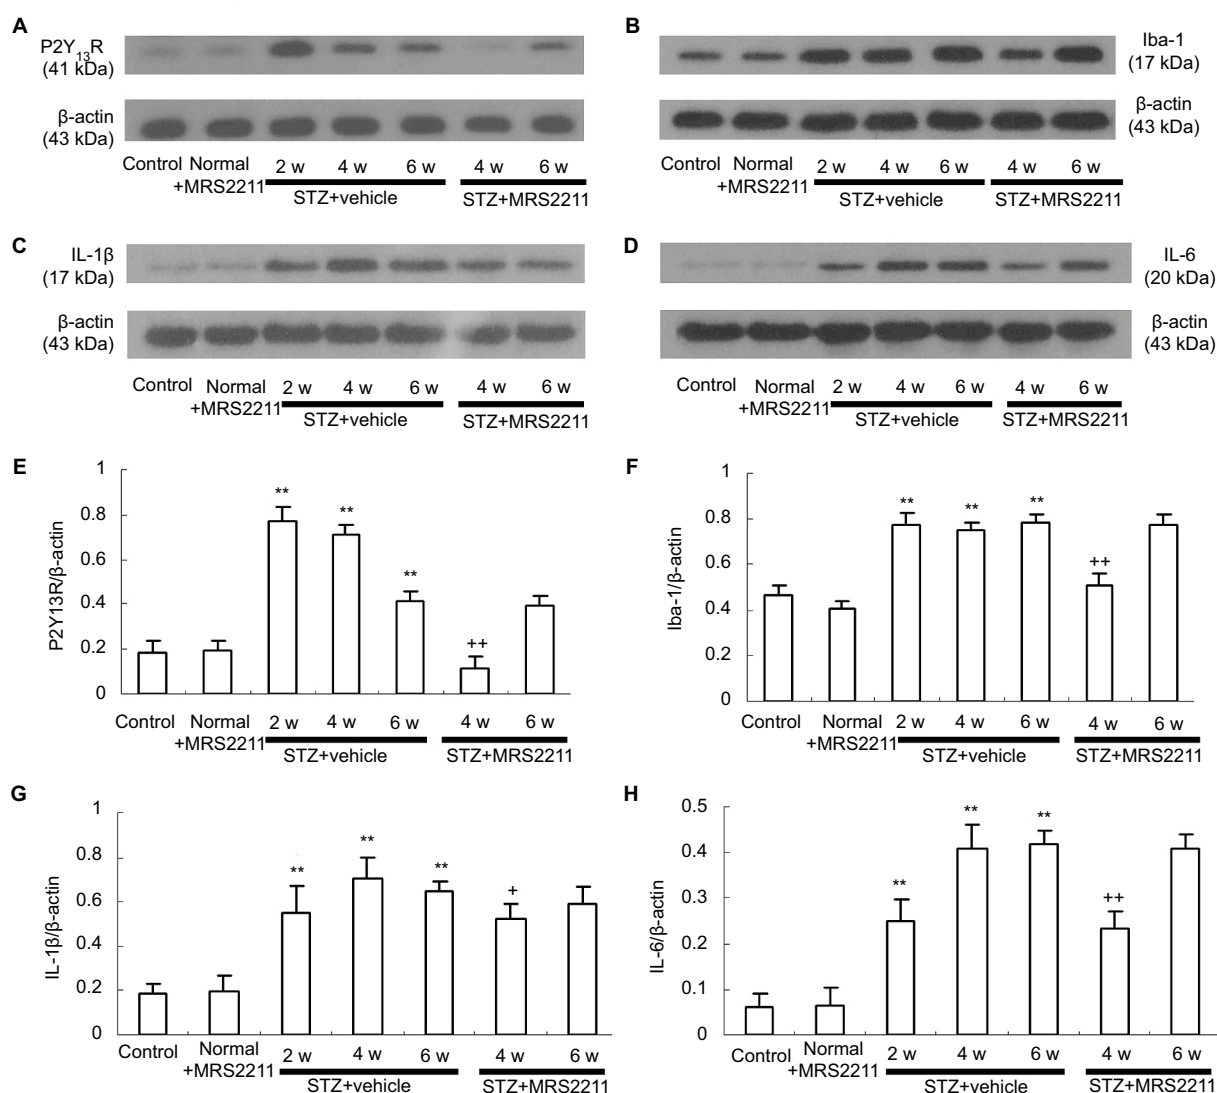 A
P2Y13R
(41 kDa)
β-actin
(43 kDa)
Control Normal 2 w 4 w 6 w 4 w 6 w
+MRS2211
STZ+vehicle STZ+MRS2211
B
Iba-1
(17 kDa)
β-actin
(43 kDa)
Control Normal 2 w 4 w 6 w 4 w 6 w
+MRS2211
STZ+vehicle STZ+MRS2211
C
IL-1β
(17 kDa)
β-actin
(43 kDa)
Control Normal 2 w 4 w 6 w 4 w 6 w
+MRS2211
STZ+vehicle STZ+MRS2211
D
IL-6
(20 kDa)
β-actin
(43 kDa)
Control Normal 2 w 4 w 6 w 4 w 6 w
+MRS2211
STZ+vehicle STZ+MRS2211
E
P2Y13R/β-actin
1
0.8
0.6
0.4
0.2
0
** ** ** ++
Control Normal 2 w 4 w 6 w 4 w 6 w
+MRS2211
STZ+vehicle STZ+MRS2211
F
Iba-1/β-actin
1
0.8
0.6
0.4
0.2
0
** ** ** ++
Control Normal 2 w 4 w 6 w 4 w 6 w
+MRS2211
STZ+vehicle STZ+MRS2211
G
IL-1β/β-actin
1
0.8
0.6
0.4
0.2
0
** ** ** +
Control Normal 2 w 4 w 6 w 4 w 6 w
+MRS2211
STZ+vehicle STZ+MRS2211
H
IL-6/β-actin
0.5
0.4
0.3
0.2
0.1
0
** ** ** ++
Control Normal 2 w 4 w 6 w 4 w 6 w
+MRS2211
STZ+vehicle STZ+MRS2211